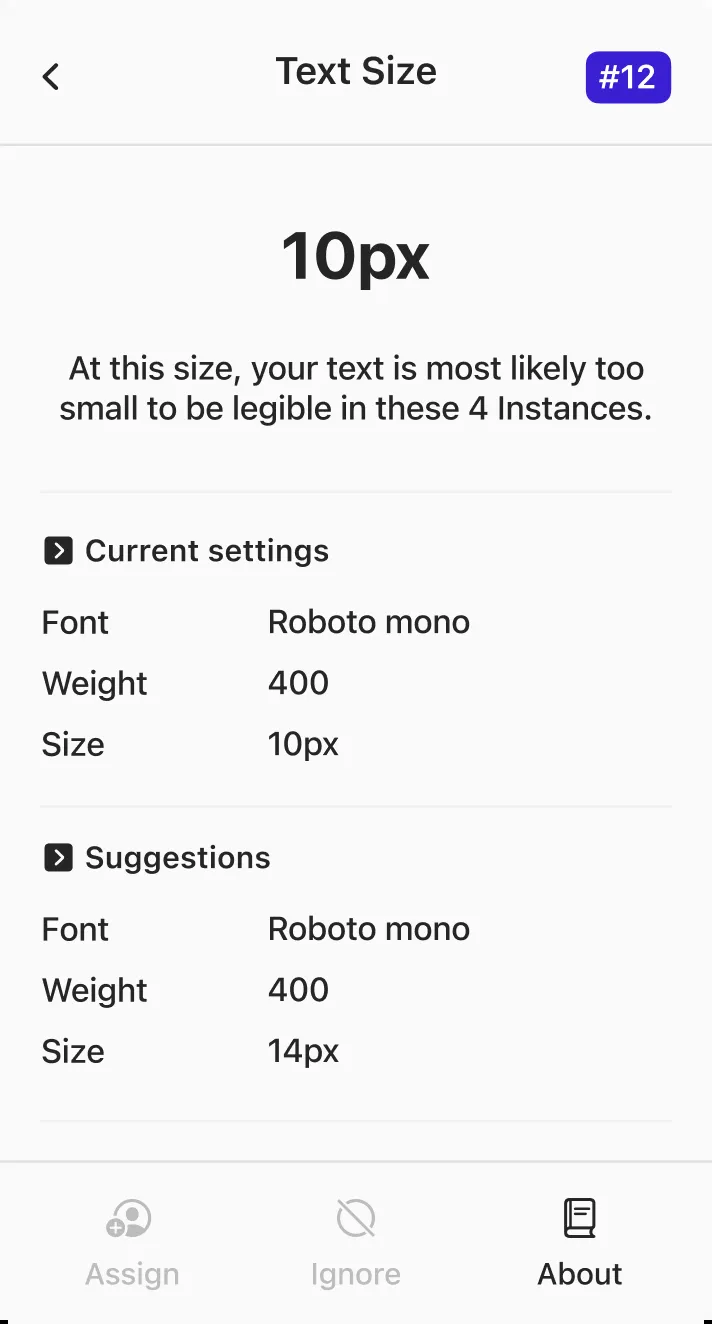 Text Size
#12
10px
At this size, your text is most likely too
small to be legible in these 4 Instances.
Current settings
Font Roboto mono
Weight 400
Size 10px
Suggestions
Font Roboto mono
Weight 400
Size 14px
Assign Ignore About